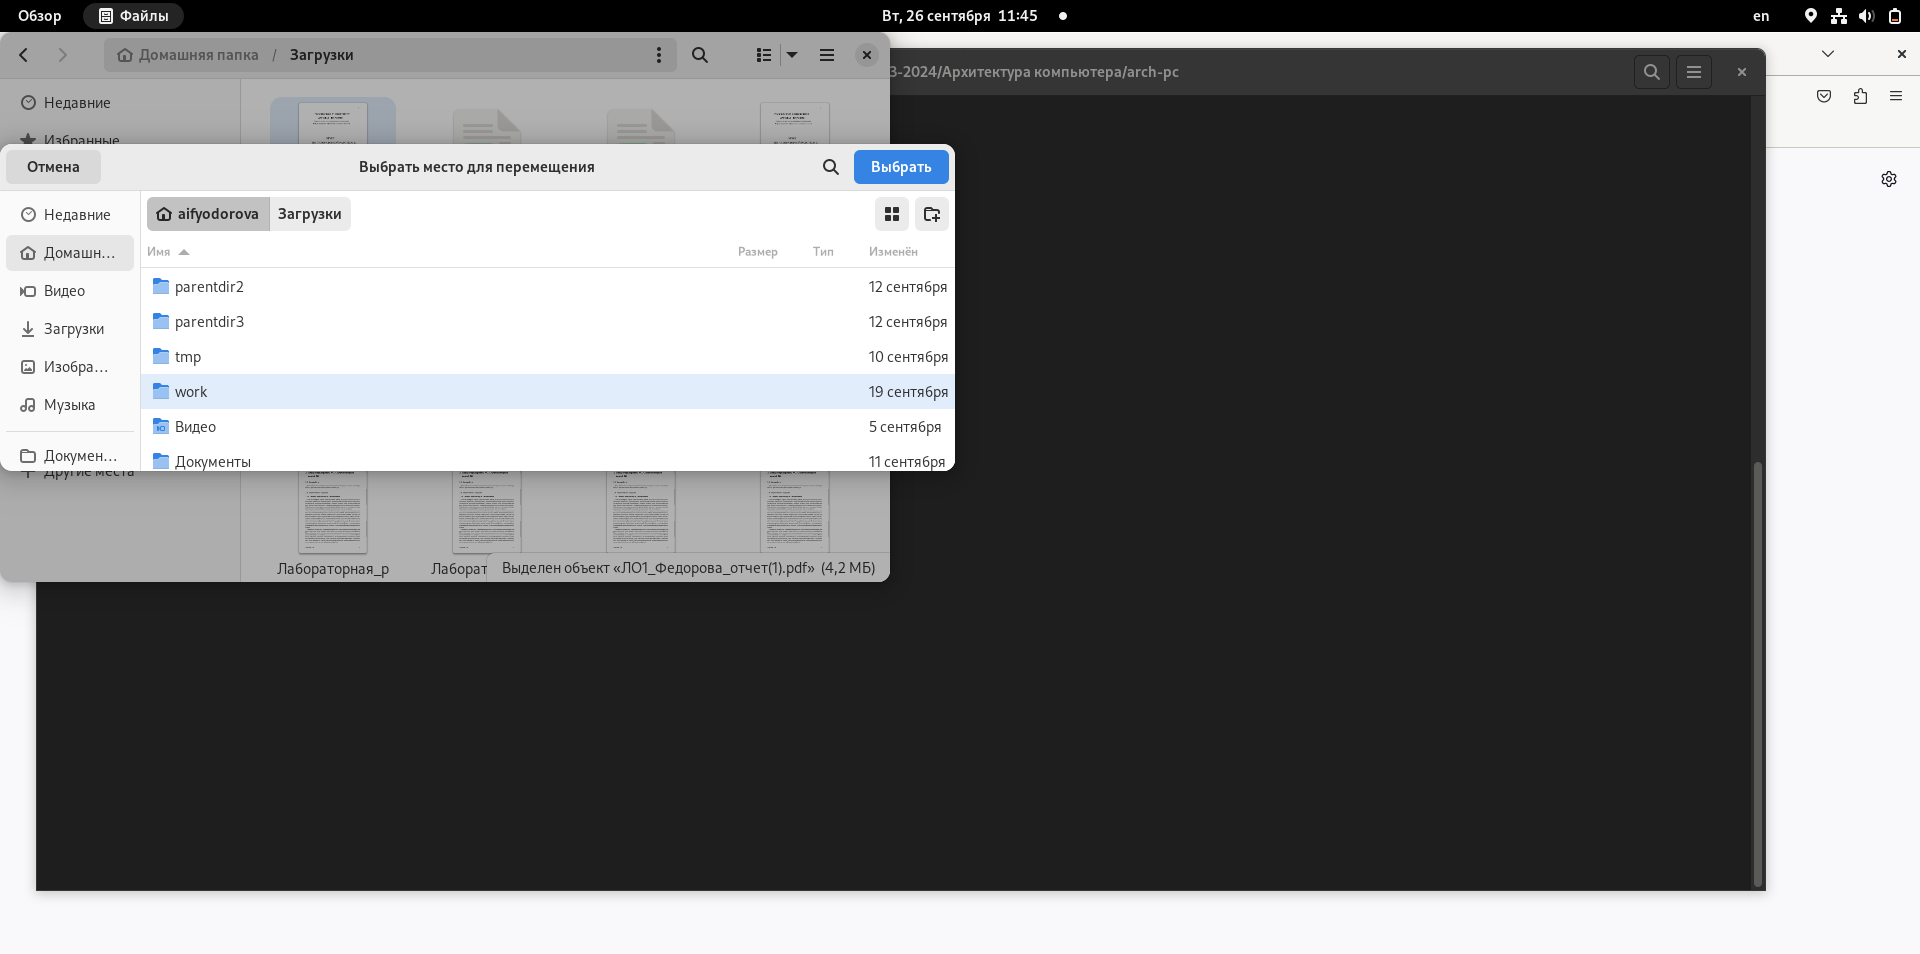 Обзор
Файлы
Вт, 26 сентября 11:45
en
Домашняя папка / Загрузки
3-2024/Архитектура компьютера/arch-pc
Недавние
Избранные
Отмена
Выбрать место для перемещения
Выбрать
Недавние
Домашн...
Видео
Загрузки
Изобра...
Музыка
Докумен...
aifyodorova
Загрузки
Имя Размер Тип Изменён
parentdir2 12 сентября
parentdir3 12 сентября
tmp 10 сентября
work 19 сентября
Видео 5 сентября
Документы 11 сентября
Другие места
Лабораторная_р
Лаборат
Выделен объект «ЛО1_Федорова_отчет(1).pdf» (4,2 МБ)